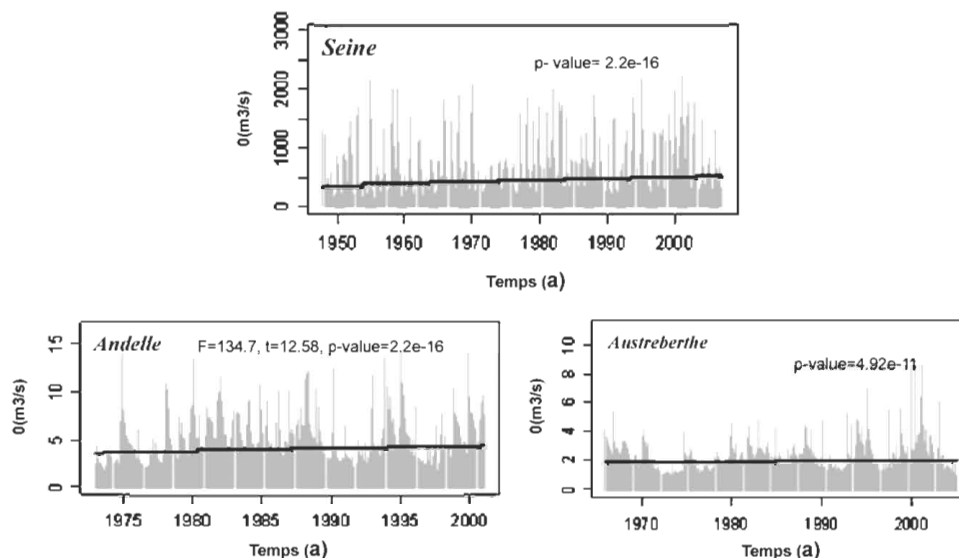 Seine
p- value= 2.2e-16
0(m3/s)
3000
2000
1000
500
0
1950 1960 1970 1980 1990 2000
Temps (a)
Andelle
F=134.7, t=12.58, p-value=2.2e-16
0(m3/s)
15
10
5
0
1975 1980 1985 1990 1995 2000
Temps (a)
Austreberthe
p-value=4.92e-11
0(m3/s)
10
8
6
4
2
0
1970 1980 1990 2000
Temps (a)